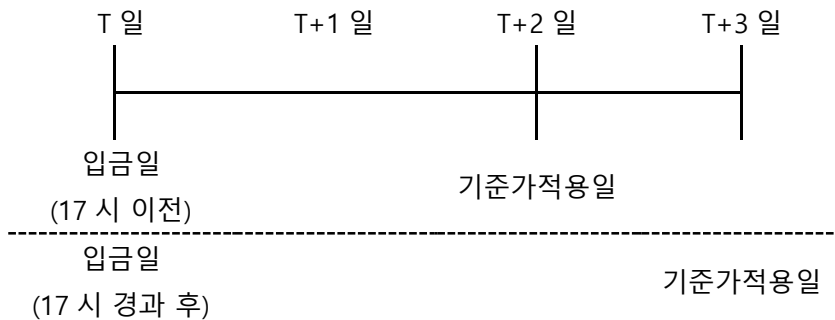 T 일 T+1 일 T+2 일 T+3 일
입금일
(17 시 이전)
기준가적용일
입금일
(17 시 경과 후)
기준가적용일